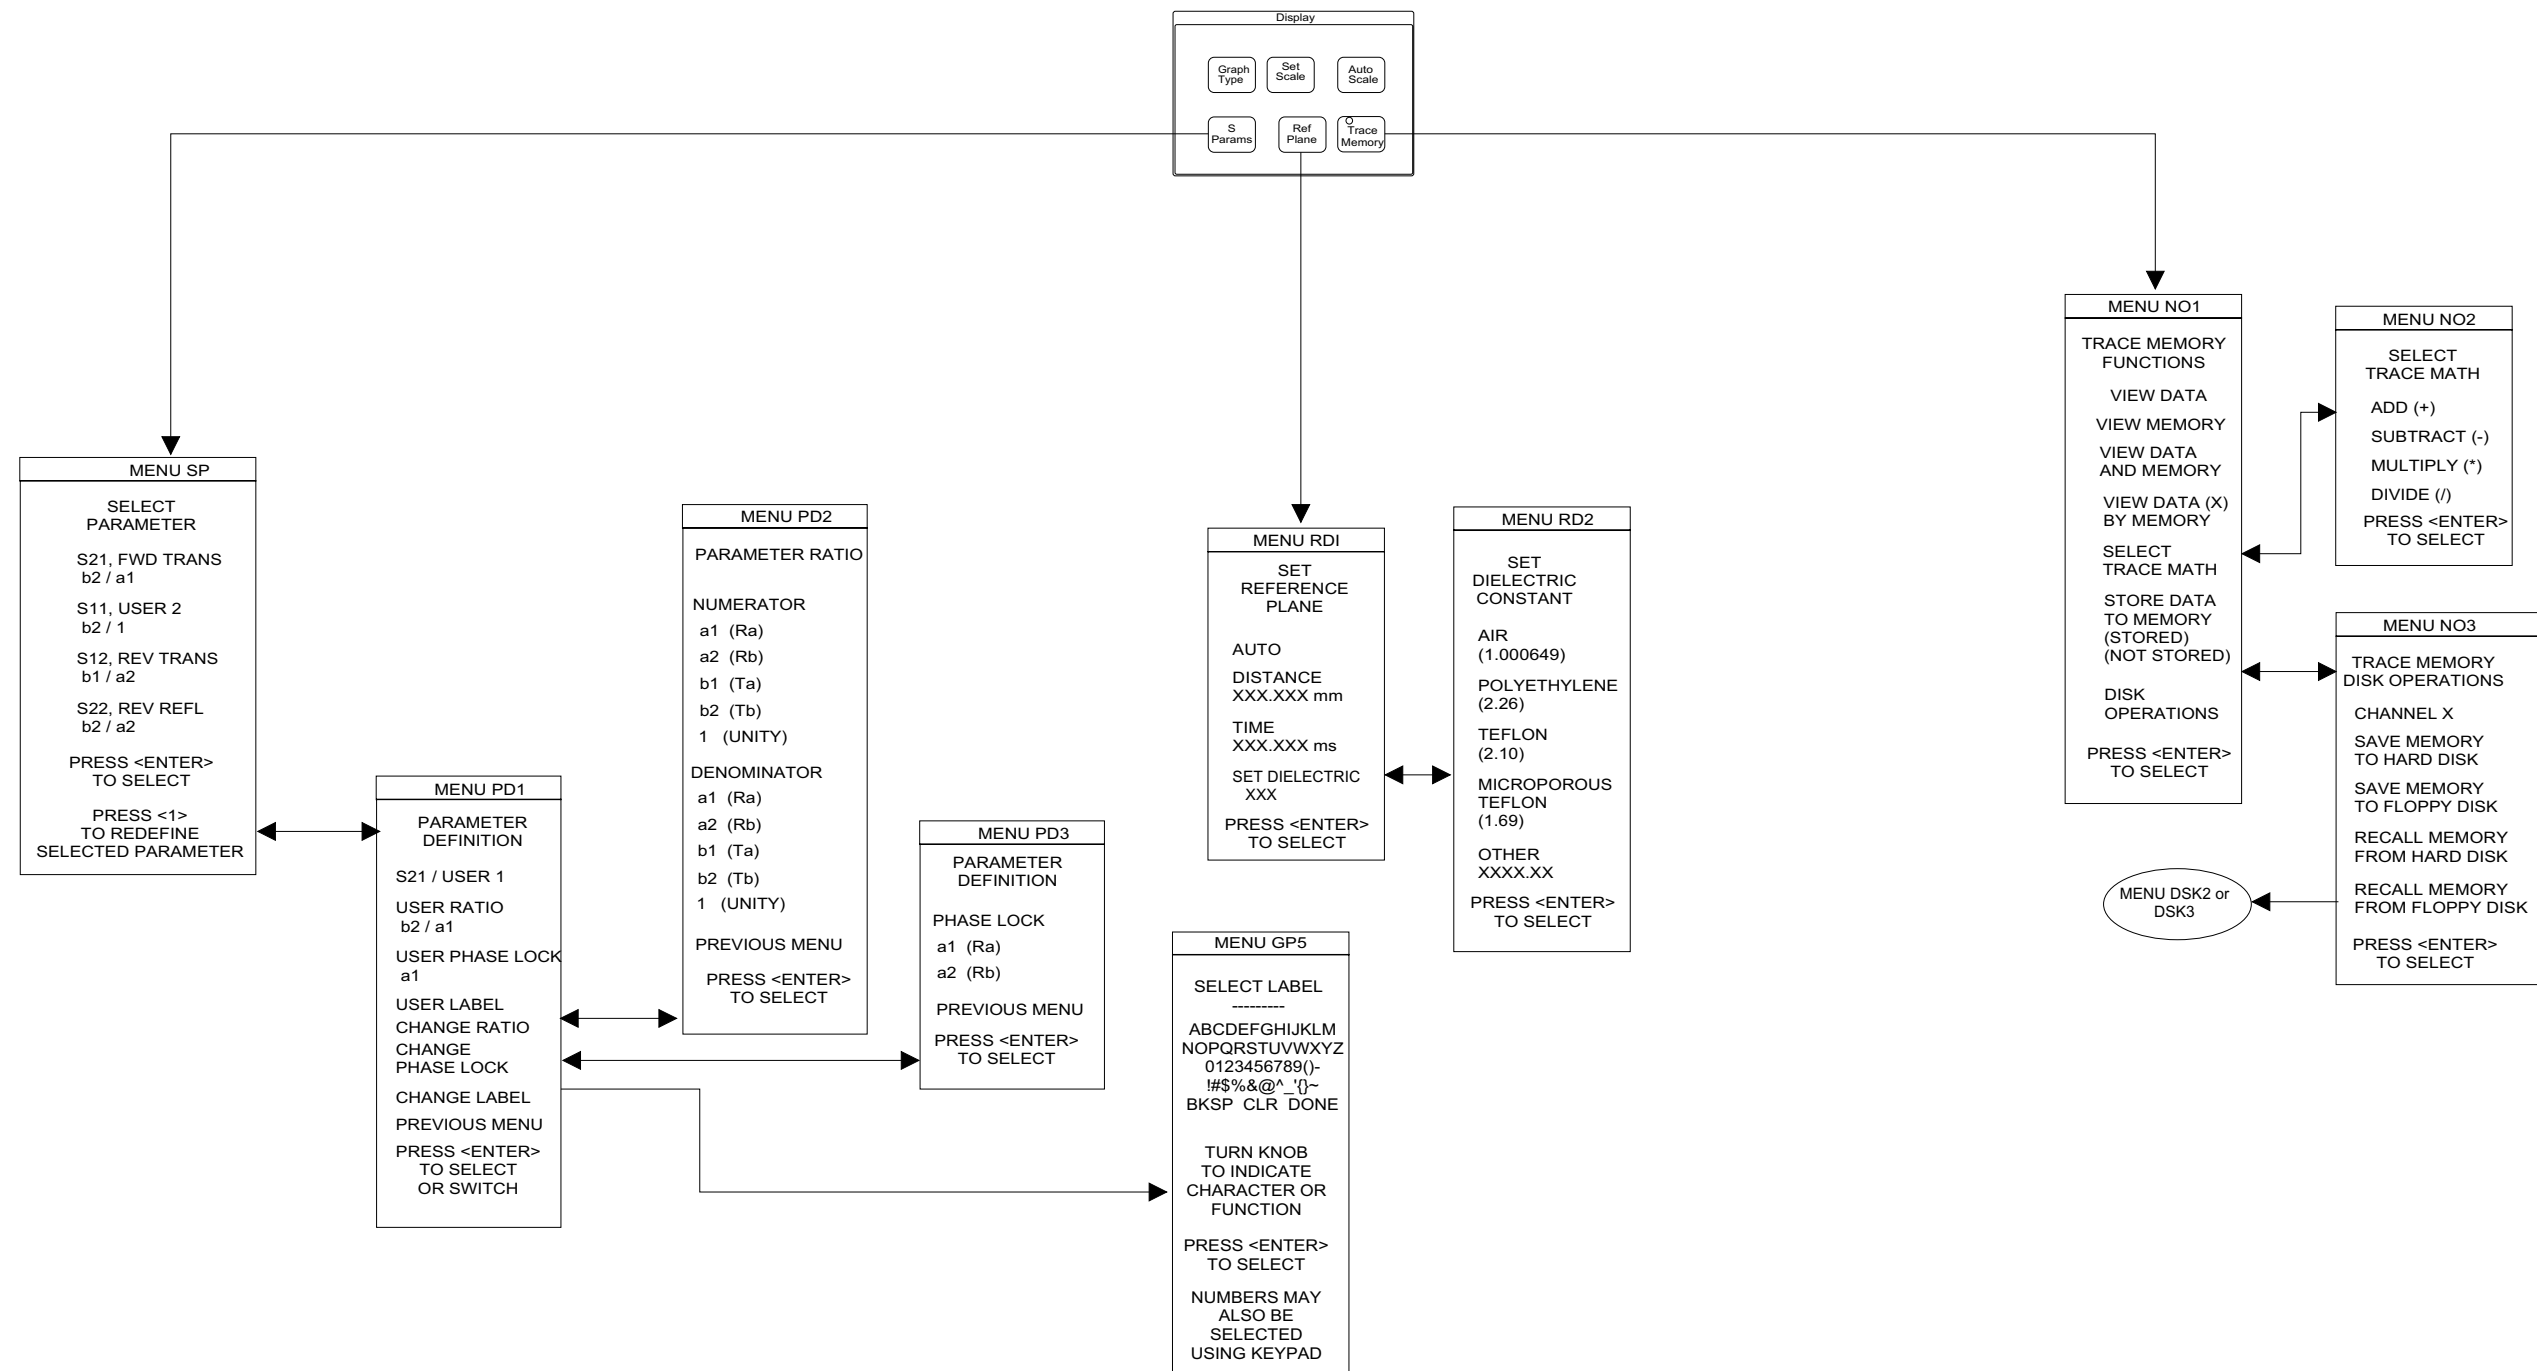 Display
Graph
Type
Set
Scale
Auto
Scale
S
Params
Ref
Plane
Trace
Memory
MENU SP
SELECT
PARAMETER
S21, FWD TRANS
b2 / a1
S11, USER 2
b2 / 1
S12, REV TRANS
b1 / a2
S22, REV REFL
b2 / a2
PRESS <ENTER>
TO SELECT
PRESS <1>
TO REDEFINE
SELECTED PARAMETER
MENU PD1
PARAMETER
DEFINITION
S21 / USER 1
USER RATIO
b2 / a1
USER PHASE LOCK
a1
USER LABEL
CHANGE RATIO
CHANGE
PHASE LOCK
CHANGE LABEL
PREVIOUS MENU
PRESS <ENTER>
TO SELECT
OR SWITCH
MENU PD2
PARAMETER RATIO
NUMERATOR
a1 (Ra)
a2 (Rb)
b1 (Ta)
b2 (Tb)
1 (UNITY)
DENOMINATOR
a1 (Ra)
a2 (Rb)
b1 (Ta)
b2 (Tb)
1 (UNITY)
PREVIOUS MENU
PRESS <ENTER>
TO SELECT
MENU PD3
PARAMETER
DEFINITION
PHASE LOCK
a1 (Ra)
a2 (Rb)
PREVIOUS MENU
PRESS <ENTER>
TO SELECT
MENU GP5
SELECT LABEL
---------
ABCDEFGHIJKLM
NOPQRSTUVWXYZ
0123456789()-
!#$%&@^_'{}~
BKSP CLR DONE
TURN KNOB
TO INDICATE
CHARACTER OR
FUNCTION
PRESS <ENTER>
TO SELECT
NUMBERS MAY
ALSO BE
SELECTED
USING KEYPAD
MENU RDI
SET
REFERENCE
PLANE
AUTO
DISTANCE
XXX.XXX mm
TIME
XXX.XXX ms
SET DIELECTRIC
XXX
PRESS <ENTER>
TO SELECT
MENU RD2
SET
DIELECTRIC
CONSTANT
AIR
(1.000649)
POLYETHYLENE
(2.26)
TEFLON
(2.10)
MICROPOROUS
TEFLON
(1.69)
OTHER
XXXX.XX
PRESS <ENTER>
TO SELECT
MENU NO1
TRACE MEMORY
FUNCTIONS
VIEW DATA
VIEW MEMORY
VIEW DATA
AND MEMORY
VIEW DATA (X)
BY MEMORY
SELECT
TRACE MATH
STORE DATA
TO MEMORY
(STORED)
(NOT STORED)
DISK
OPERATIONS
PRESS <ENTER>
TO SELECT
MENU NO2
SELECT
TRACE MATH
ADD (+)
SUBTRACT (-)
MULTIPLY (*)
DIVIDE (/)
PRESS <ENTER>
TO SELECT
MENU NO3
TRACE MEMORY
DISK OPERATIONS
CHANNEL X
SAVE MEMORY
TO HARD DISK
SAVE MEMORY
TO FLOPPY DISK
RECALL MEMORY
FROM HARD DISK
RECALL MEMORY
FROM FLOPPY DISK
PRESS <ENTER>
TO SELECT
MENU DSK2 or
DSK3